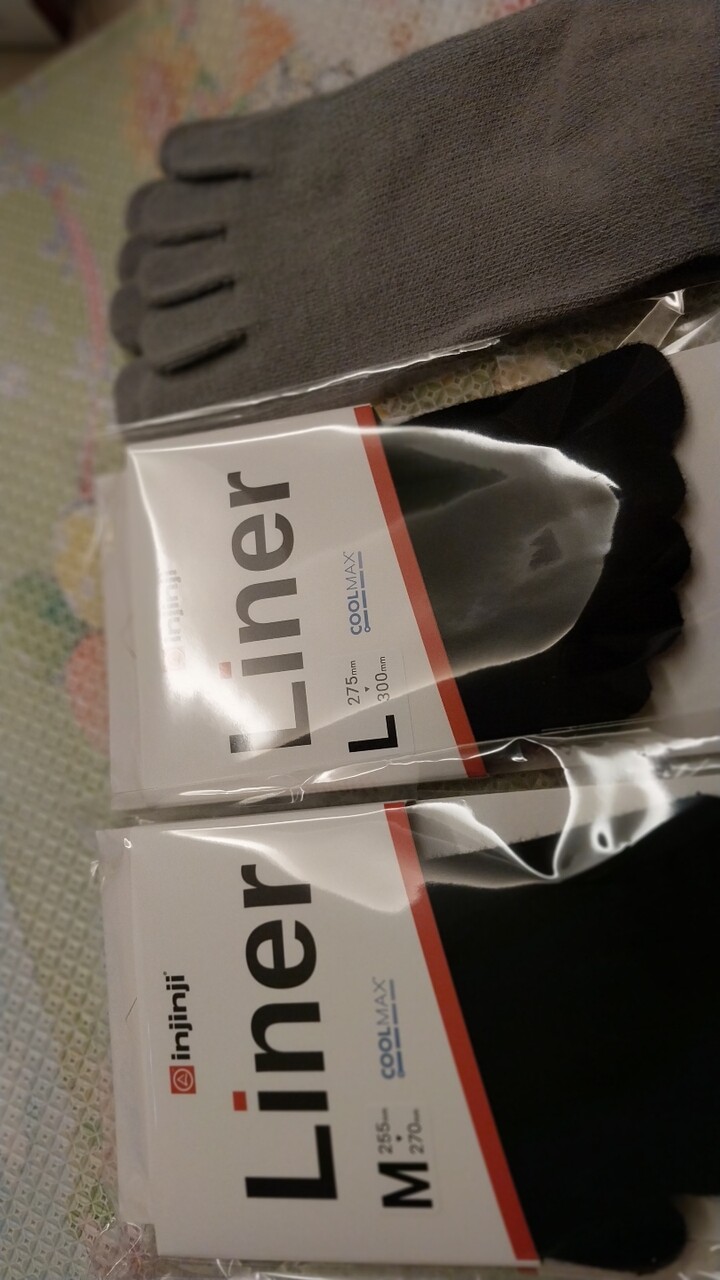 injinji
Liner
COOLMAX
L 275mm
▼
300mm
injinji
Liner
COOLMAX
M 255mm
▼
270mm